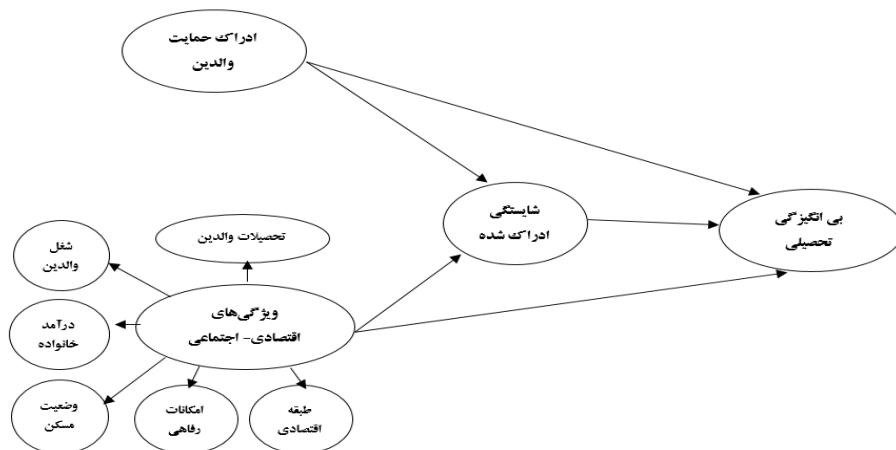 ادراک حمایت
والدین
شایستگی
ادراک شده
بی انگیزگی
تحصیلی
تحصیلات والدین
شغل
والدین
ویژگی‌های
اقتصادی- اجتماعی
درآمد
خانواده
وضعیت
مسکن
امکانات
رفاهی
طبقه
اقتصادی